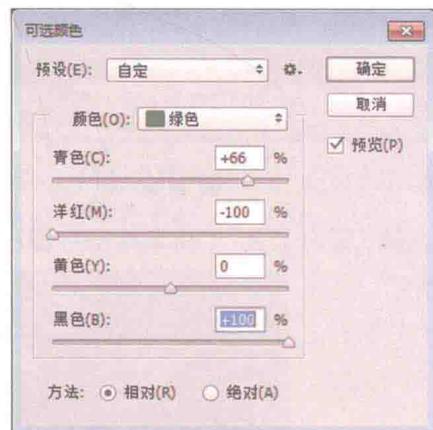 可选颜色
预设(E): 自定 确定
取消
颜色(O): 绿色 预览(P)
青色(C): +66 %
洋红(M): -100 %
黄色(Y): 0 %
黑色(B): +100 %
方法: 相对(R) 绝对(A)